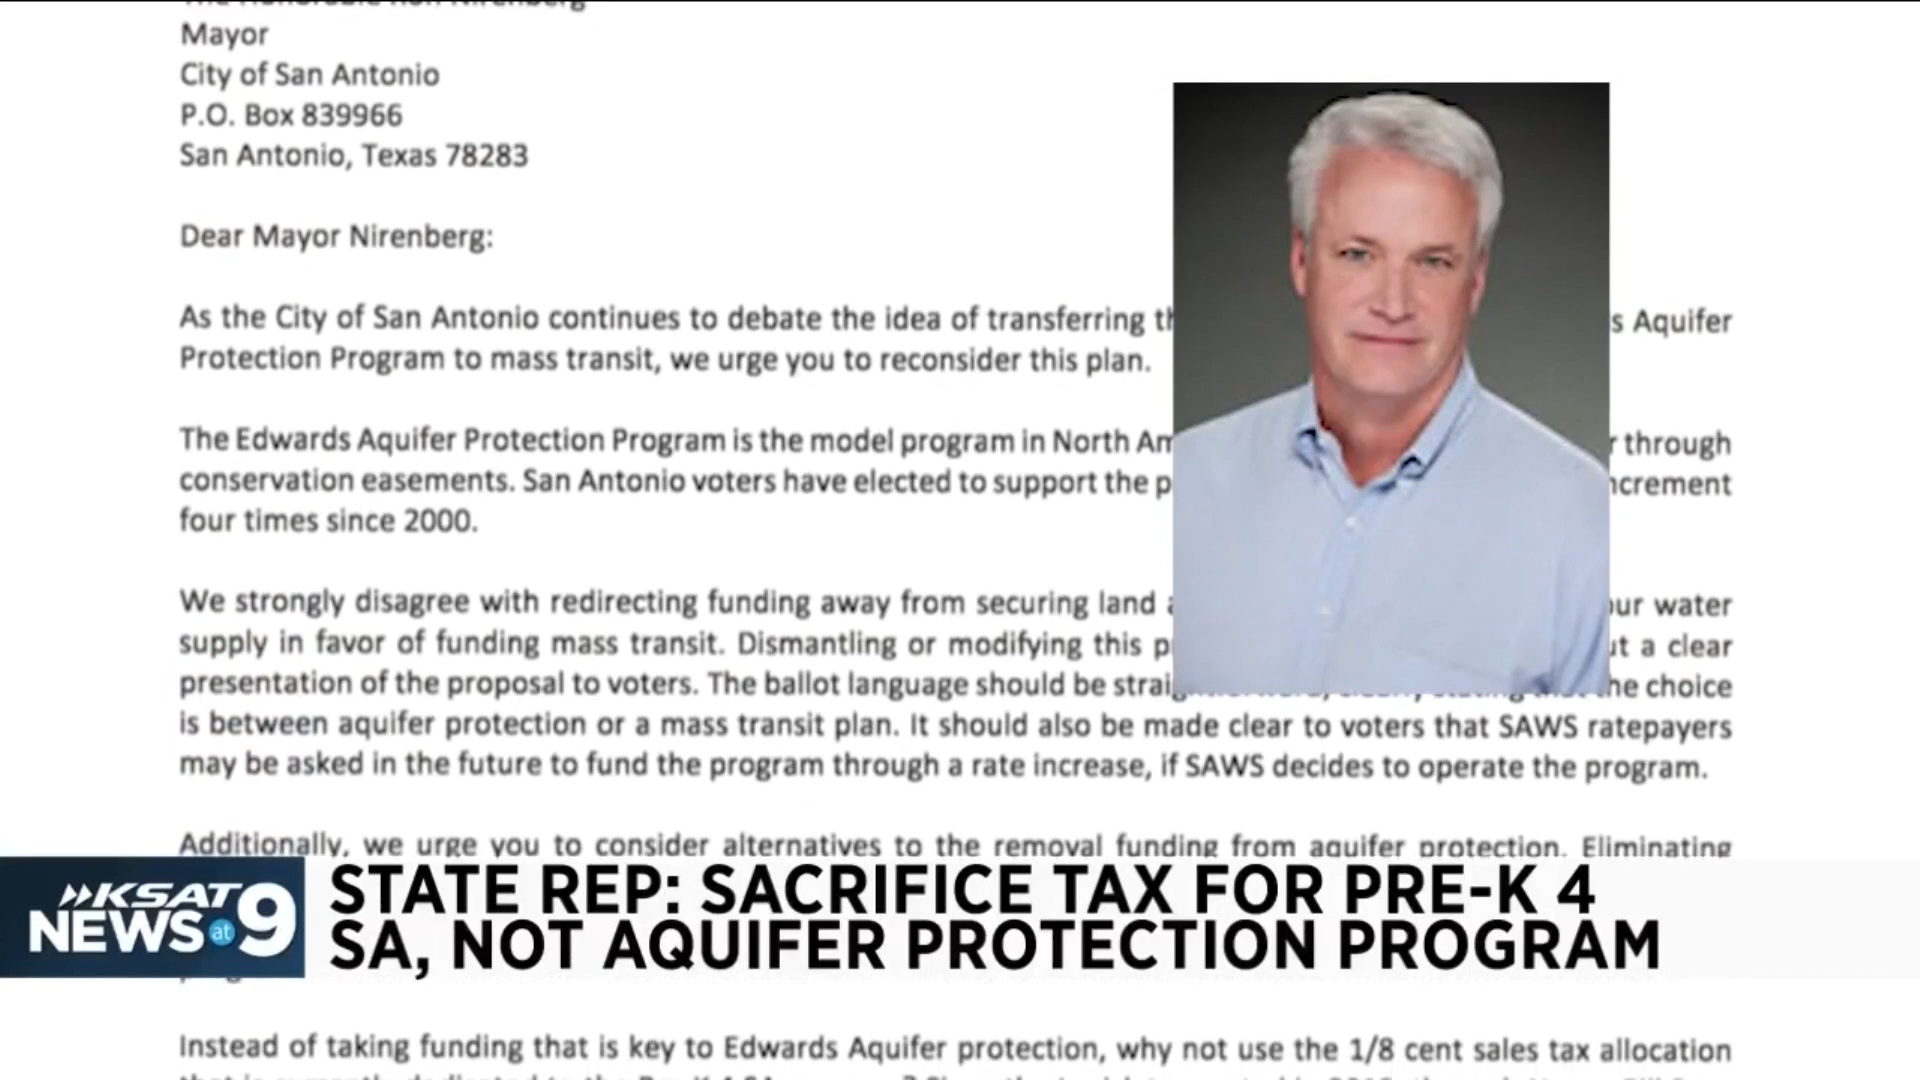 Mayor
City of San Antonio
P.O. Box 839966
San Antonio, Texas 78283
Dear Mayor Nirenberg:
As the City of San Antonio continues to debate the idea of transferring s Aquifer
Protection Program to mass transit, we urge you to reconsider this plan.
The Edwards Aquifer Protection Program is the model program in North Am r through
conservation easements. San Antonio voters have elected to support the p ncrement
four times since 2000.
We strongly disagree with redirecting funding away from securing land our water
supply in favor of funding mass transit. Dismantling or modifying this p ut a clear
presentation of the proposal to voters. The ballot language should be the choice
is between aquifer protection or a mass transit plan. It should also be made clear to voters that SAWS ratepayers
may be asked in the future to fund the program through a rate increase, if SAWS decides to operate the program.
Additionally, we urge you to consider alternatives to the removal funding from aquifer protection. Eliminating
KSAT
NEWS at 9
STATE REP: SACRIFICE TAX FOR PRE-K 4
SA, NOT AQUIFER PROTECTION PROGRAM
Instead of taking funding that is key to Edwards Aquifer protection, why not use the 1/8 cent sales tax allocation